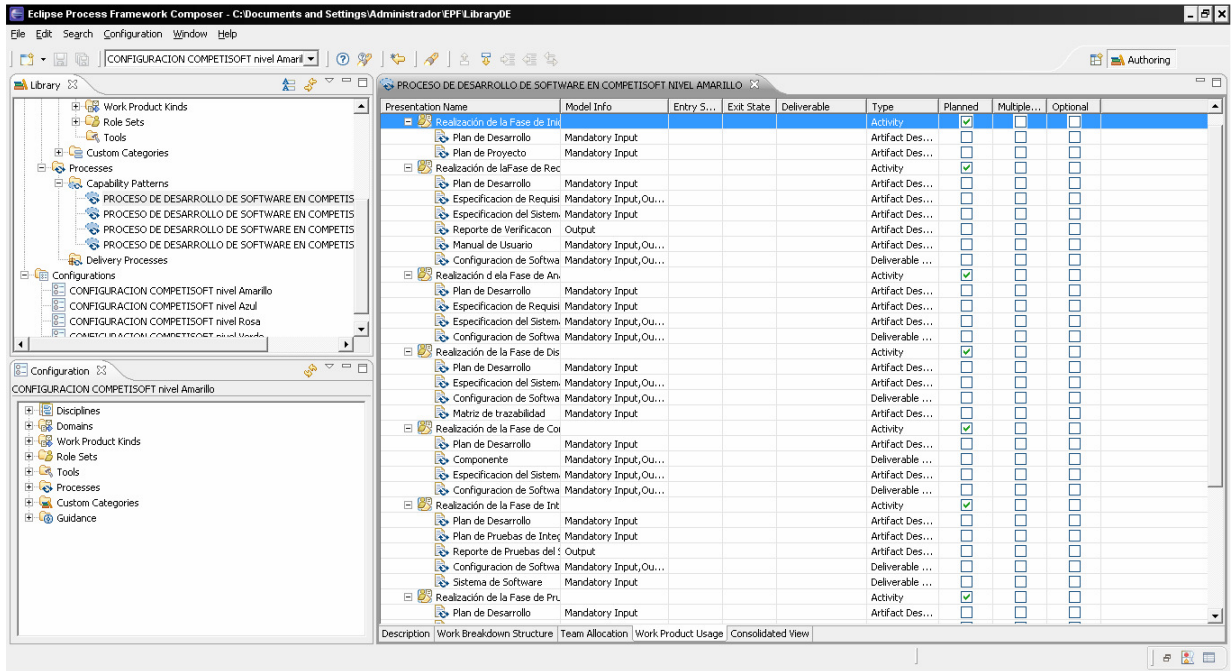 Eclipse Process Framework Composer - C:\Documents and Settings\Administrador\EPF\LibraryDE
File Edit Search Configuration Window Help
CONFIGURACION COMPETISOFT nivel Amaril
Authoring
Library
Work Product Kinds
Role Sets
Tools
Custom Categories
Processes
Capability Patterns
PROCESO DE DESARROLLO DE SOFTWARE EN COMPETIS
PROCESO DE DESARROLLO DE SOFTWARE EN COMPETIS
PROCESO DE DESARROLLO DE SOFTWARE EN COMPETIS
PROCESO DE DESARROLLO DE SOFTWARE EN COMPETIS
Delivery Processes
Configurations
CONFIGURACION COMPETISOFT nivel Amarillo
CONFIGURACION COMPETISOFT nivel Azul
CONFIGURACION COMPETISOFT nivel Rosa
CONFIGURACION COMPETISOFT nivel Verde
Configuration
CONFIGURACION COMPETISOFT nivel Amarillo
Disciplines
Domains
Work Product Kinds
Role Sets
Tools
Processes
Custom Categories
Guidance
PROCESO DE DESARROLLO DE SOFTWARE EN COMPETISOFT NIVEL AMARILLO
Presentation Name Model Info Entry S... Exit State Deliverable Type Planned Multiple... Optional
Realización de la Fase de Inic Activity
Plan de Desarrollo Mandatory Input Artifact Des...
Plan de Proyecto Mandatory Input Artifact Des...
Realización de laFase de Req Activity
Plan de Desarrollo Mandatory Input Artifact Des...
Especificacion de Requisi Mandatory Input,Ou... Artifact Des...
Especificacion del Sistem Mandatory Input Artifact Des...
Reporte de Verificacon Output Artifact Des...
Manual de Usuario Mandatory Input,Ou... Artifact Des...
Configuracion de Softwa Mandatory Input,Ou... Deliverable ...
Realización d ela Fase de An Activity
Plan de Desarrollo Mandatory Input Artifact Des...
Especificacion de Requisi Mandatory Input Artifact Des...
Especificacion del Sistem Mandatory Input,Ou... Artifact Des...
Configuracion de Softwa Mandatory Input,Ou... Deliverable ...
Realización de la Fase de Dis Activity
Plan de Desarrollo Mandatory Input Artifact Des...
Especificacion del Sistem Mandatory Input,Ou... Artifact Des...
Configuracion de Softwa Mandatory Input,Ou... Deliverable ...
Matriz de trazabilidad Mandatory Input Artifact Des...
Realización de la Fase de Co Activity
Plan de Desarrollo Mandatory Input Artifact Des...
Componente Mandatory Input,Ou... Deliverable ...
Especificacion del Sistem Mandatory Input,Ou... Artifact Des...
Configuracion de Softwa Mandatory Input,Ou... Deliverable ...
Realización de la Fase de Int Activity
Plan de Desarrollo Mandatory Input Artifact Des...
Plan de Pruebas de Integ Mandatory Input Artifact Des...
Reporte de Pruebas del S Output Artifact Des...
Configuracion de Softwa Mandatory Input,Ou... Deliverable ...
Sistema de Software Mandatory Input Deliverable ...
Realización de la Fase de Pru Activity
Plan de Desarrollo Mandatory Input Artifact Des...
Description Work Breakdown Structure Team Allocation Work Product Usage Consolidated View